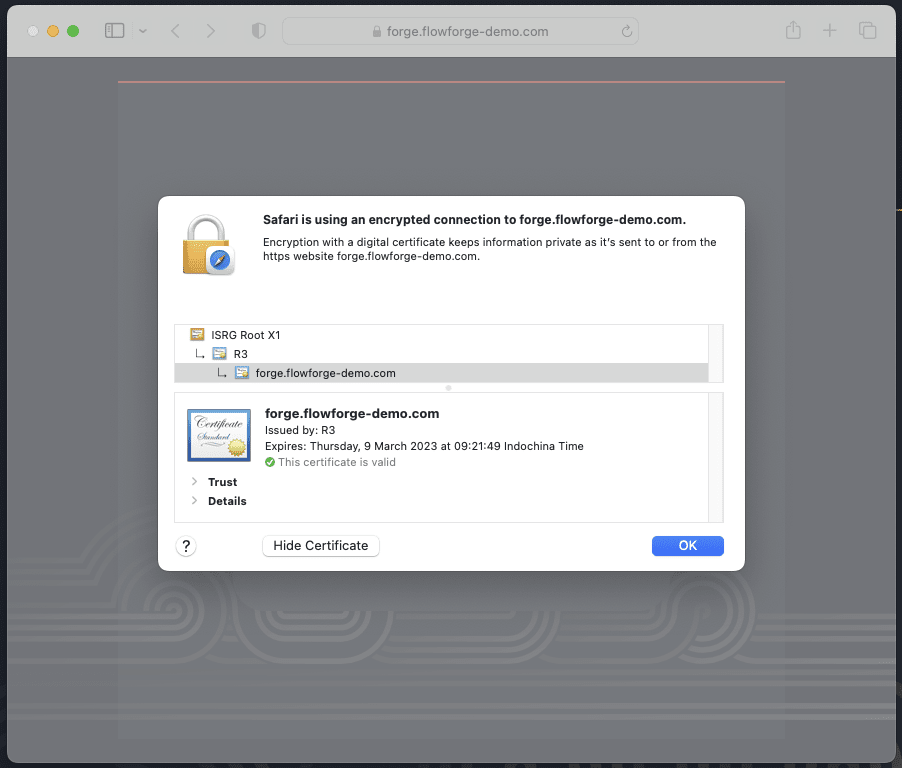 forge.flowforge-demo.com
Safari is using an encrypted connection to forge.flowforge-demo.com.
Encryption with a digital certificate keeps information private as it's sent to or from the
https website forge.flowforge-demo.com.
ISRG Root X1
R3
forge.flowforge-demo.com
Certificate
Standard
forge.flowforge-demo.com
Issued by: R3
Expires: Thursday, 9 March 2023 at 09:21:49 Indochina Time
This certificate is valid
Trust
Details
?
Hide Certificate
OK